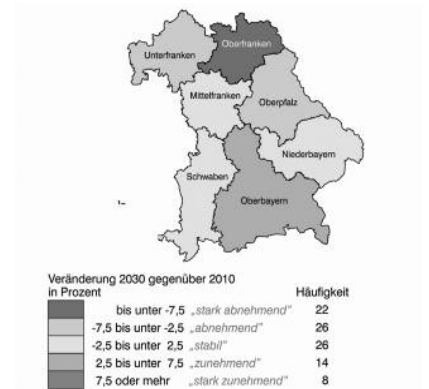 Oberfranken
Unterfranken
Mittelfranken
Oberpfalz
Niederbayern
Schwaben
Oberbayern
Veränderung 2030 gegenüber 2010
in Prozent Häufigkeit
bis unter -7,5 „stark abnehmend" 22
-7,5 bis unter -2,5 „abnehmend" 26
-2,5 bis unter 2,5 „stabil" 26
2,5 bis unter 7,5 „zunehmend" 14
7,5 oder mehr „stark zunehmend" 8